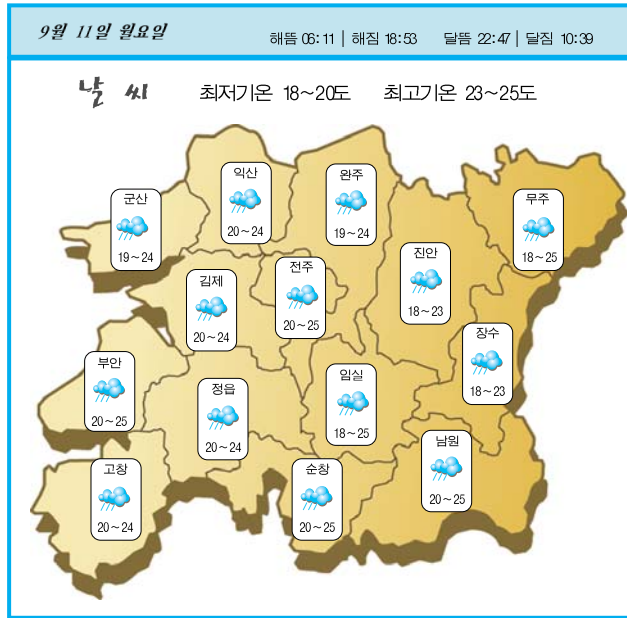 9월 11일 월요일
해뜸 06:11 | 해짐 18:53 달뜸 22:47 | 달짐 10:39
날 씨 최저기온 18~20도 최고기온 23~25도
익산
20~24
완주
19~24
군산
19~24
무주
18~25
진안
18~23
전주
20~25
김제
20~24
장수
18~23
부안
20~25
임실
18~25
정읍
20~24
남원
20~25
고창
20~24
순창
20~25